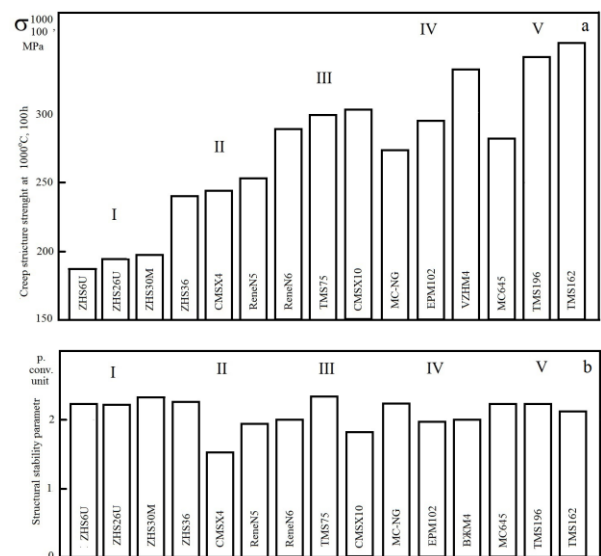 σ 1000 100 ,
MPa
a
IV
V
III
II
I
Creep structure strenght at 1000°C, 100h
300
250
200
150
ZHS6U
ZHS26U
ZHS30M
ZHS36
CMSX4
ReneN5
ReneN6
TMS75
CMSX10
MC-NG
EPM102
VZHM4
MC645
TMS196
TMS162
p.
conv.
unit
b
I
II
III
IV
V
Structural stability parametr
2
1
0
ZHS6U
ZHS26U
ZHS30M
ZHS36
CMSX4
ReneN5
ReneN6
TMS75
CMSX10
MC-NG
EPM102
ВЖМ4
MC645
TMS196
TMS162